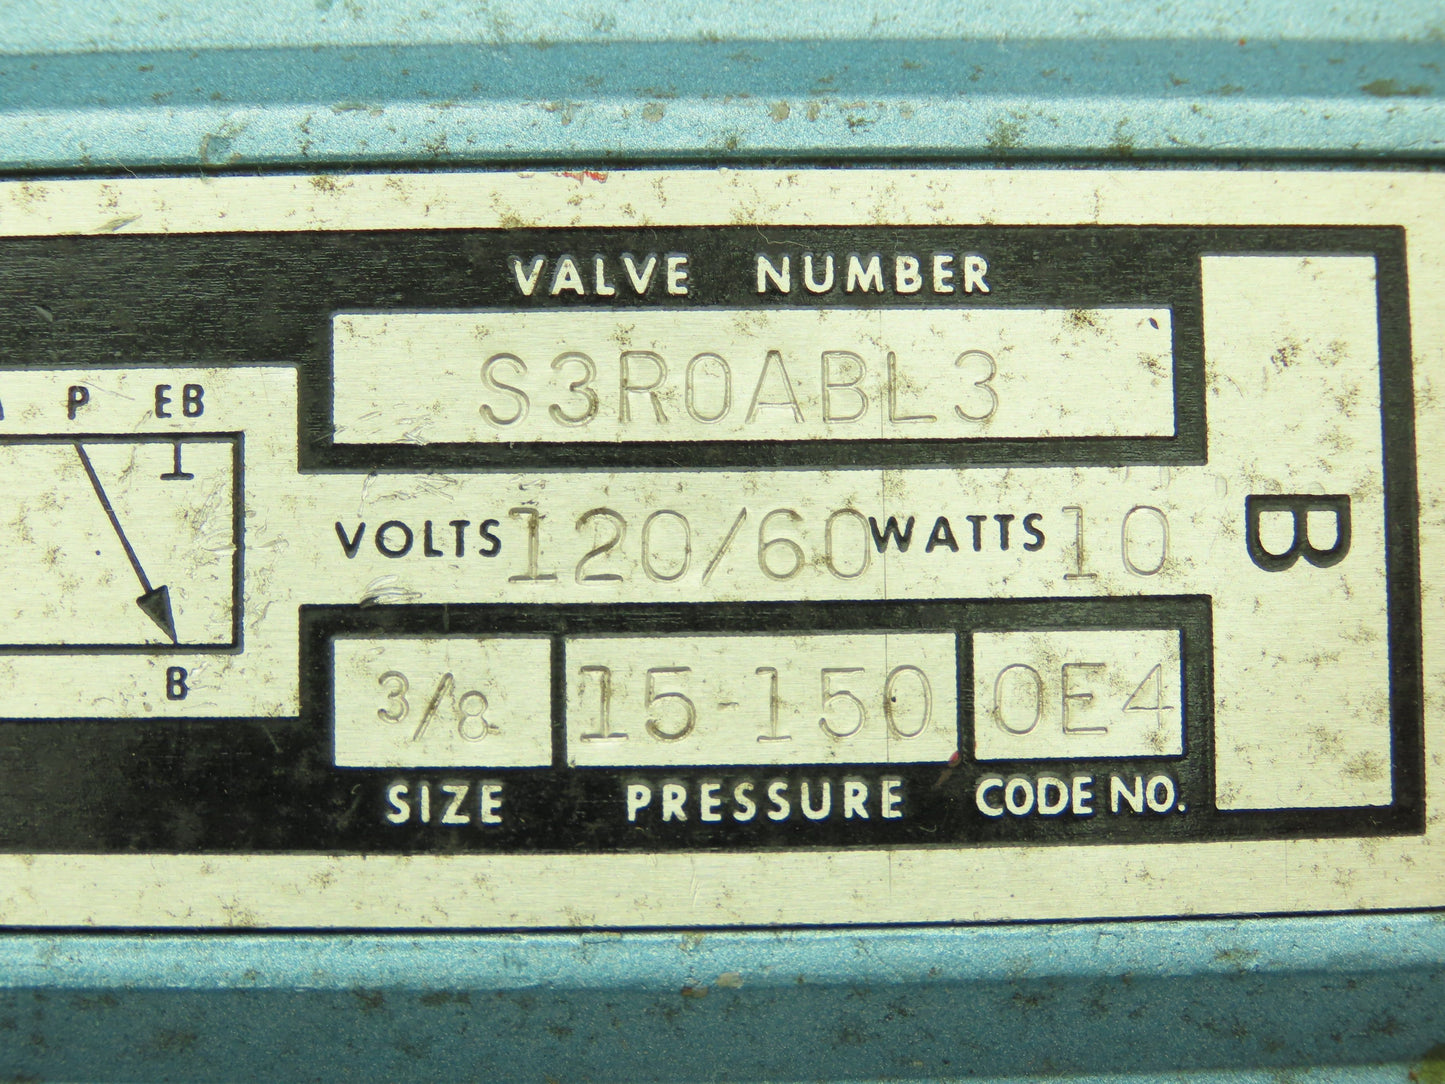 VALVE NUMBER
S3R0ABL3
P EB
VOLTS 120/60 WATTS 10
B
B
3/8 15-150 0E4
SIZE PRESSURE CODE NO.